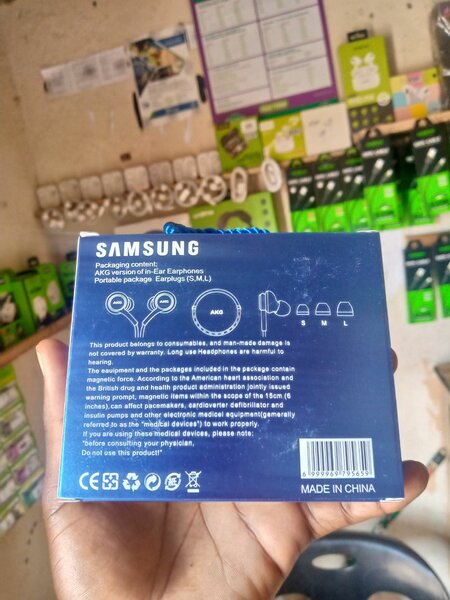 SAMSUNG
Packaging content:
AKG version of in-Ear Earphones
Portable package Earplugs (S,M,L)
AKG
AKG
AKG
S M L
This product belongs to consumables, and man-made damage is
not covered by warranty. Long use Headphones are harmful to
hearing.
The eauipment and the packages included in the package contain
magnetic force. According to the American heart association and
the British drug and health product administration jointly issued
warning prompt, magnetic items within the scope of the 15cm (6
inches),can affect pacemakers, cardioverter defibrillator and
insulin pumps and other electronic medical equipment(gamerally
referred to as the "medical devices") to work properly.
If you are using these medical devices, please note:
"before consulting your physician,
Do not use this product!"
CE
6 999969 795659
MADE IN CHINA